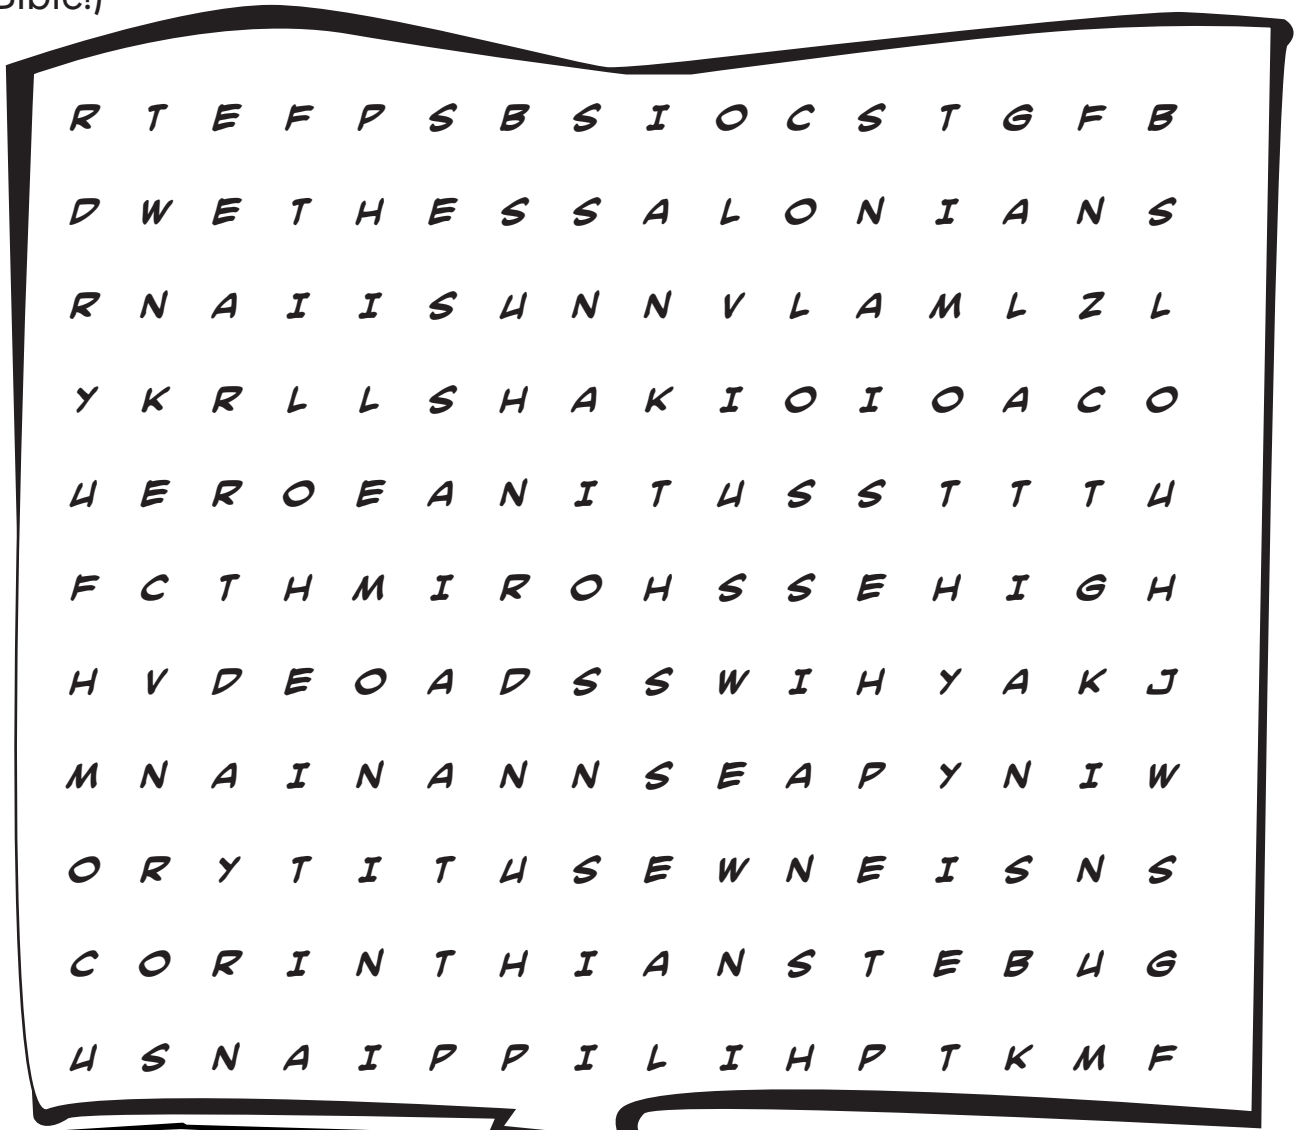 Bible!)
R T E F P S B S I O C S T G F B
D W E T H E S S A L O N I A N S
R N A I I S U N N V L A M L Z L
Y K R L L S H A K I O I O A C O
U E R O E A N I T U S S T T T U
F C T H M I R O H S S E H I G H
H V D E O A D S S W I H Y A K J
M N A I N A N N S E A P Y N I W
O R Y T I T U S E W N E I S N S
C O R I N T H I A N S T E B U G
U S N A I P P I L I H P T K M F